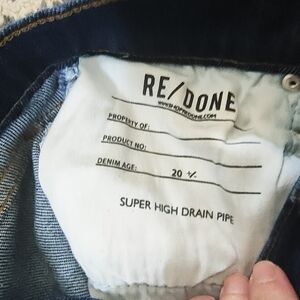 RE/DONE
WWW.SHOPREDONE.COM
PROPERTY OF:
PRODUCT NO:
DENIM AGE: 20 +/-
SUPER HIGH DRAIN PIPE